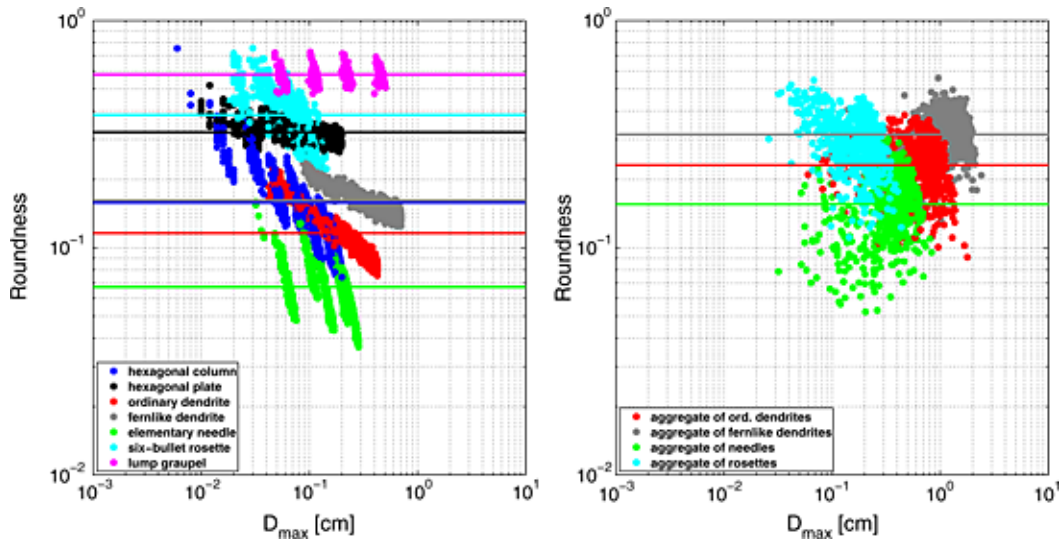 10^0
10^-1
10^-2
Roundness
hexagonal column
hexagonal plate
ordinary dendrite
fernlike dendrite
elementary needle
six-bullet rosette
lump graupel
10^-3
10^-2
10^-1
10^0
10^1
D_max [cm]
10^0
10^-1
10^-2
Roundness
aggregate of ord. dendrites
aggregate of fernlike dendrites
aggregate of needles
aggregate of rosettes
10^-3
10^-2
10^-1
10^0
10^1
D_max [cm]